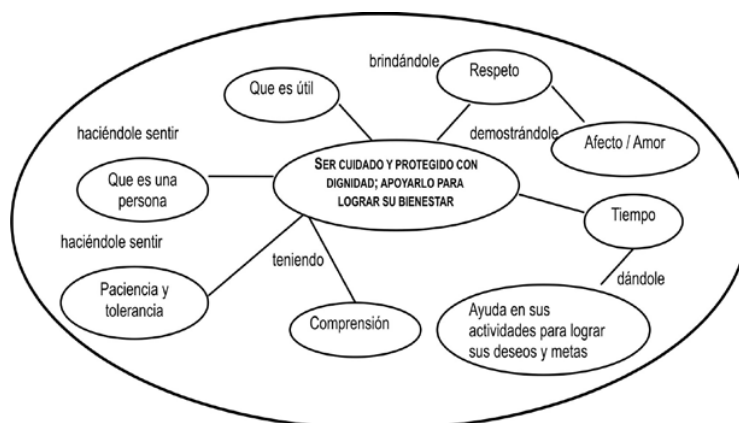 brindándole
Respeto
Que es útil
haciéndole sentir
demostrándole
Afecto / Amor
SER CUIDADO Y PROTEGIDO CON
DIGNIDAD; APOYARLO PARA
LOGRAR SU BIENESTAR
Que es una
persona
Tiempo
haciéndole sentir
teniendo
dándole
Paciencia y
tolerancia
Comprensión
Ayuda en sus
actividades para lograr
sus deseos y metas